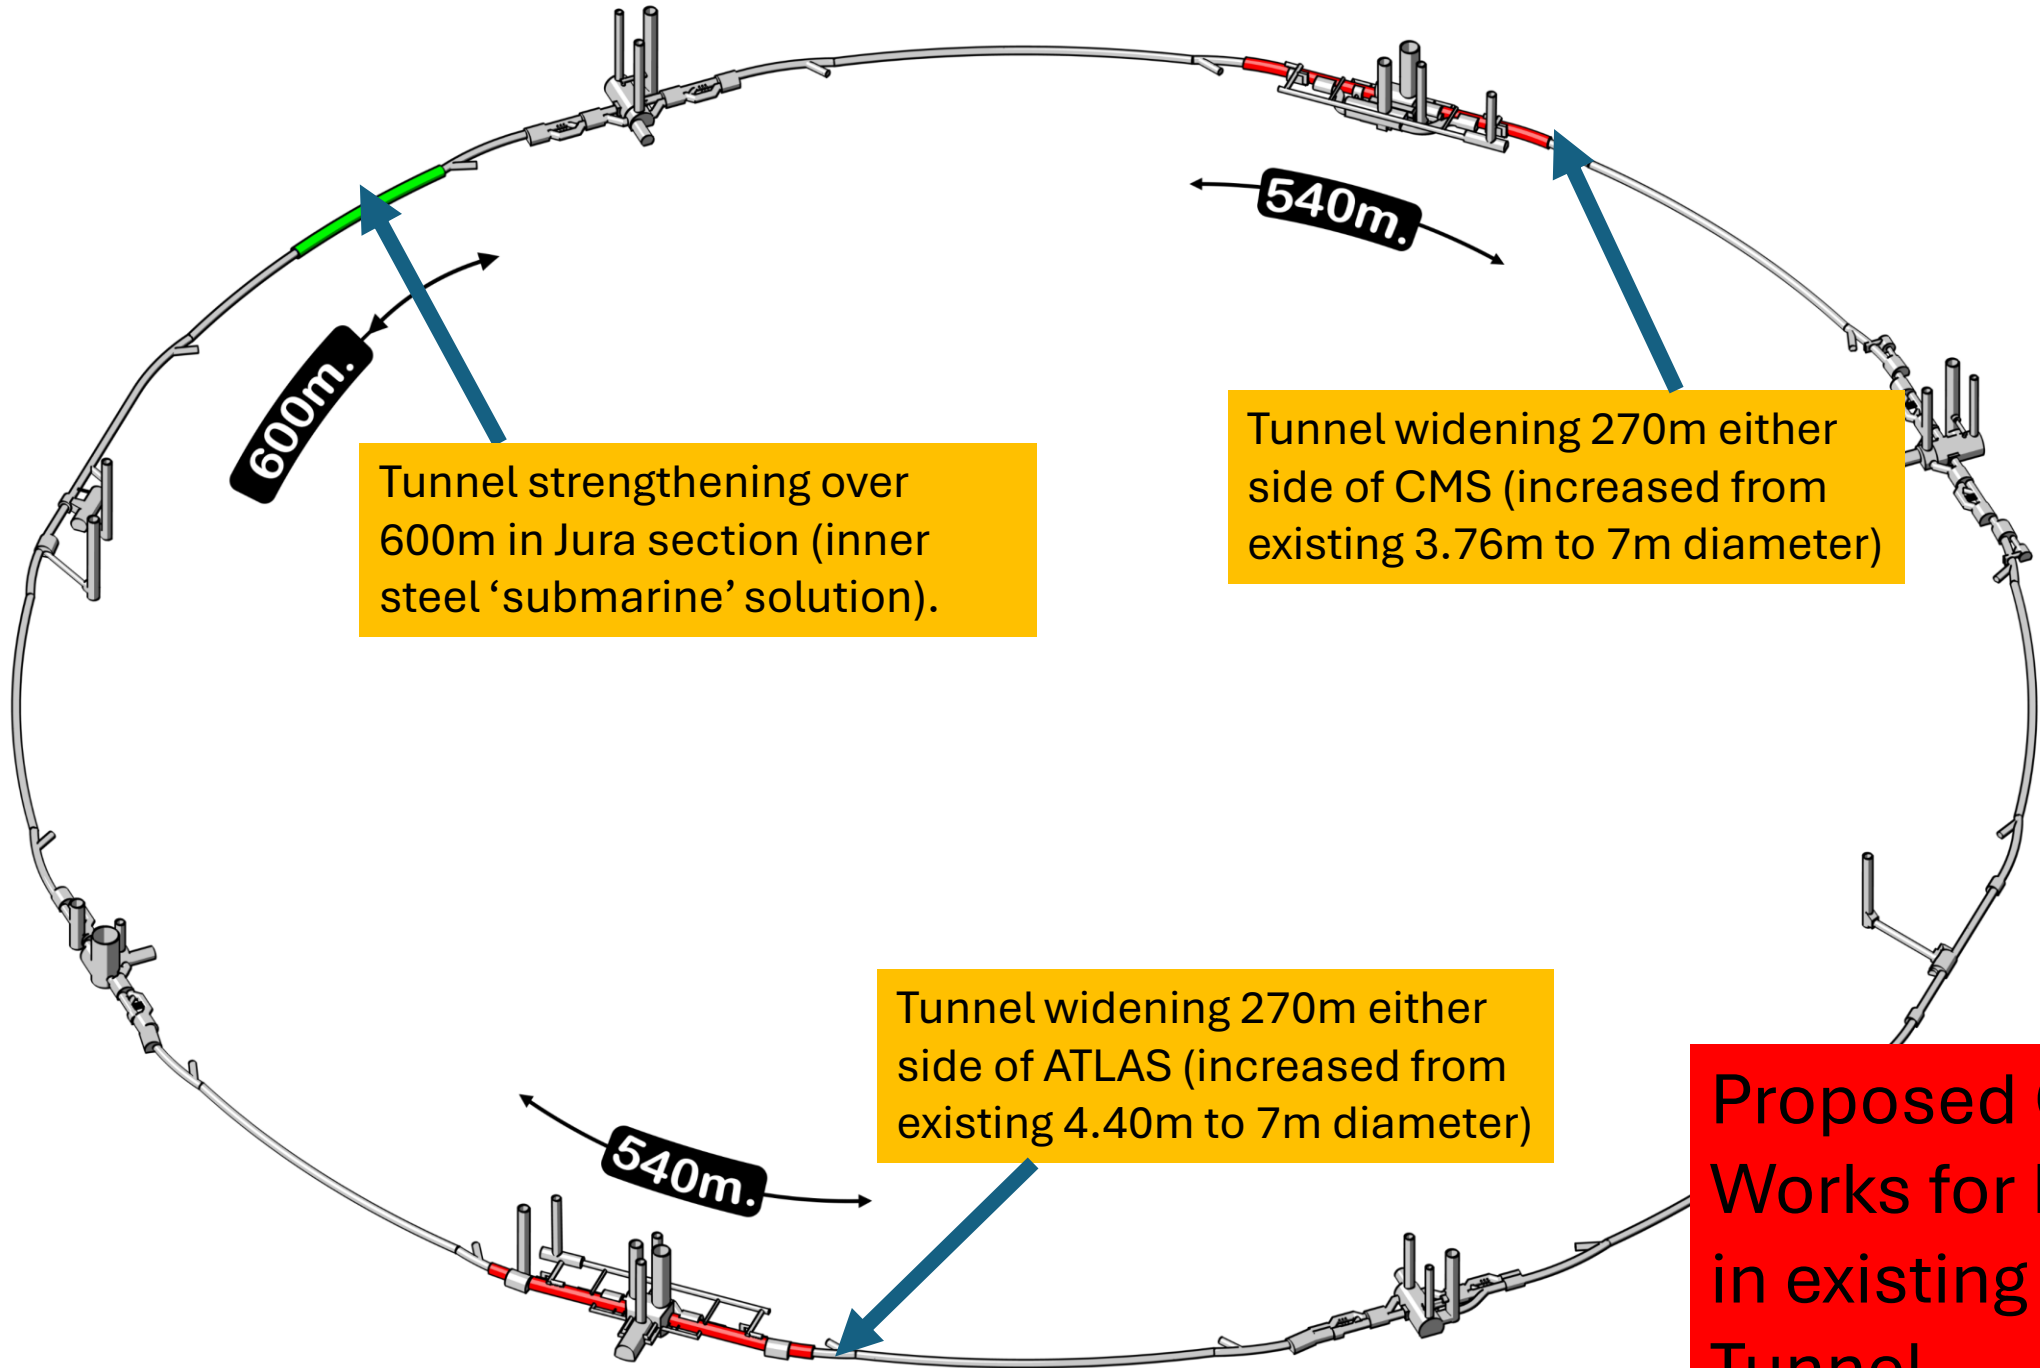 540m.
600m.
Tunnel widening 270m either
side of CMS (increased from
existing 3.76m to 7m diameter)
Tunnel strengthening over
600m in Jura section (inner
steel ‘submarine’ solution).
Tunnel widening 270m either
side of ATLAS (increased from
existing 4.40m to 7m diameter)
540m.
Proposed
Works for
in existing
Tunnel